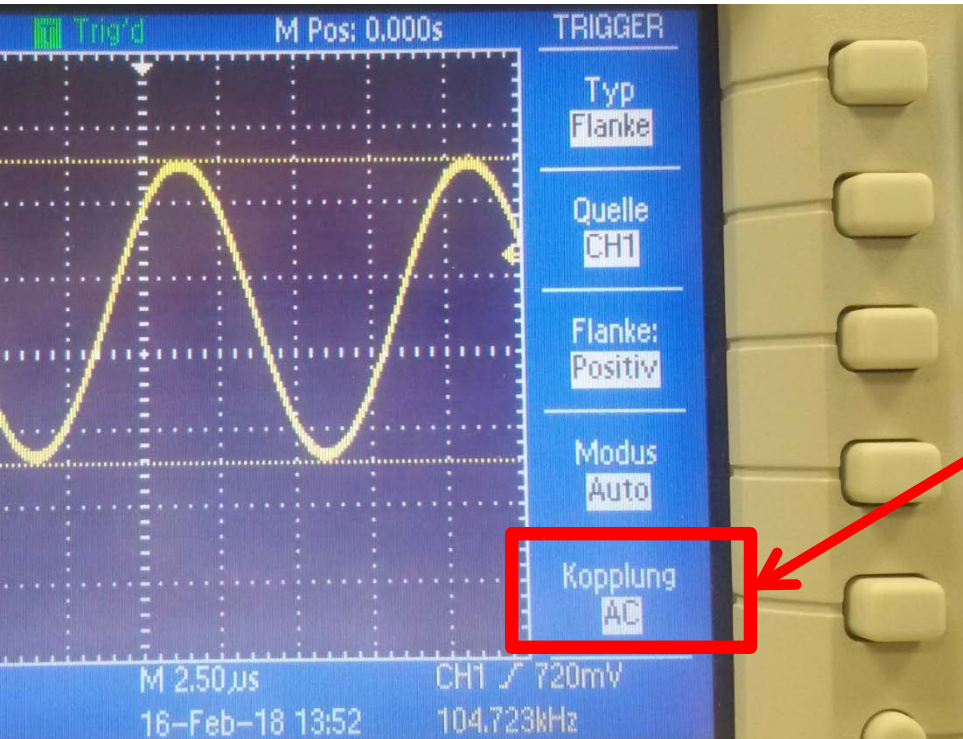 T Trig'd M Pos: 0.000s TRIGGER
Typ
Flanke
Quelle
CH1
Flanke:
Positiv
Modus
Auto
Kopplung
AC
M 2.50µs CH1 720mV
16-Feb-18 13:52 104.723kHz